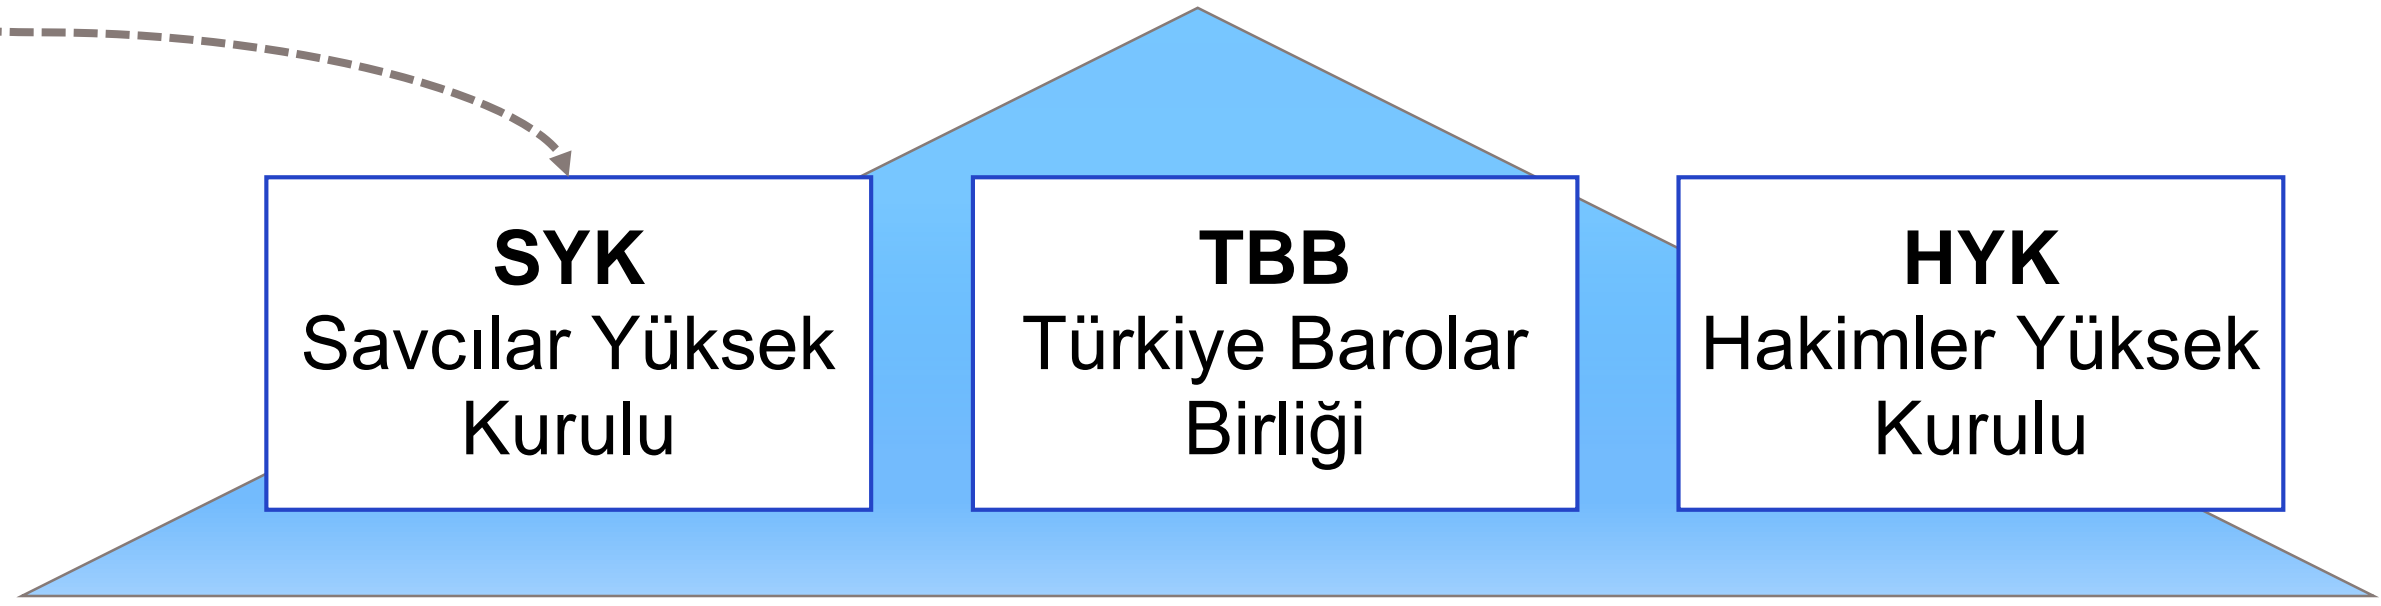 SYK
Savcılar Yüksek
Kurulu
TBB
Türkiye Barolar
Birliği
HYK
Hakimler Yüksek
Kurulu